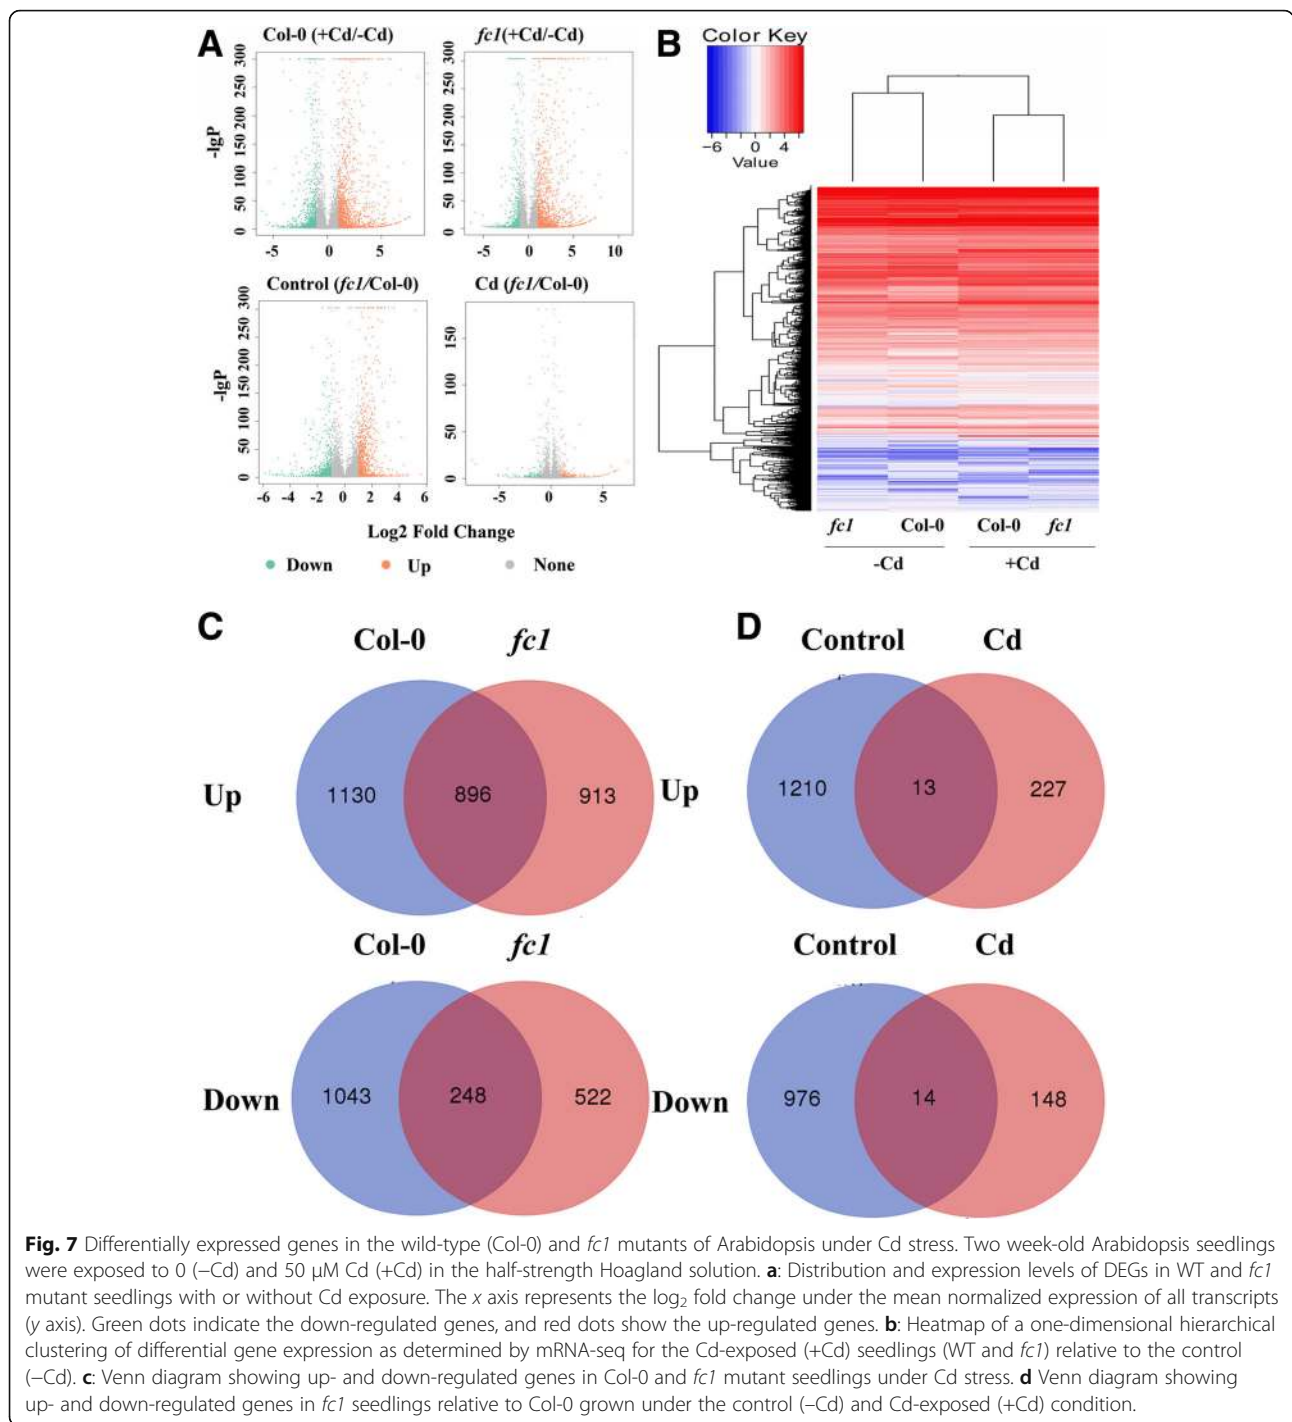 A
Col-0 (+Cd/-Cd)
fc1(+Cd/-Cd)
-lgP
300
250
200
150
100
50
0
-5 0 5
-5 0 5 10
Control (fc1/Col-0)
Cd (fc1/Col-0)
-lgP
300
250
200
150
100
50
0
150
100
50
0
-6 -4 -2 0 2 4 6
-5 0 5
Log2 Fold Change
Down Up None
B
Color Key
-6 0 4
Value
fc1 Col-0 Col-0 fc1
-Cd +Cd
C
Col-0 fc1
Up
1130 896 913
Col-0 fc1
Down
1043 248 522
D
Control Cd
Up
1210 13 227
Control Cd
Down
976 14 148
Fig. 7 Differentially expressed genes in the wild-type (Col-0) and fc1 mutants of Arabidopsis under Cd stress. Two week-old Arabidopsis seedlings
were exposed to 0 (−Cd) and 50 μM Cd (+Cd) in the half-strength Hoagland solution. a: Distribution and expression levels of DEGs in WT and fc1
mutant seedlings with or without Cd exposure. The x axis represents the log2 fold change under the mean normalized expression of all transcripts
(y axis). Green dots indicate the down-regulated genes, and red dots show the up-regulated genes. b: Heatmap of a one-dimensional hierarchical
clustering of differential gene expression as determined by mRNA-seq for the Cd-exposed (+Cd) seedlings (WT and fc1) relative to the control
(−Cd). c: Venn diagram showing up- and down-regulated genes in Col-0 and fc1 mutant seedlings under Cd stress. d Venn diagram showing
up- and down-regulated genes in fc1 seedlings relative to Col-0 grown under the control (−Cd) and Cd-exposed (+Cd) condition.